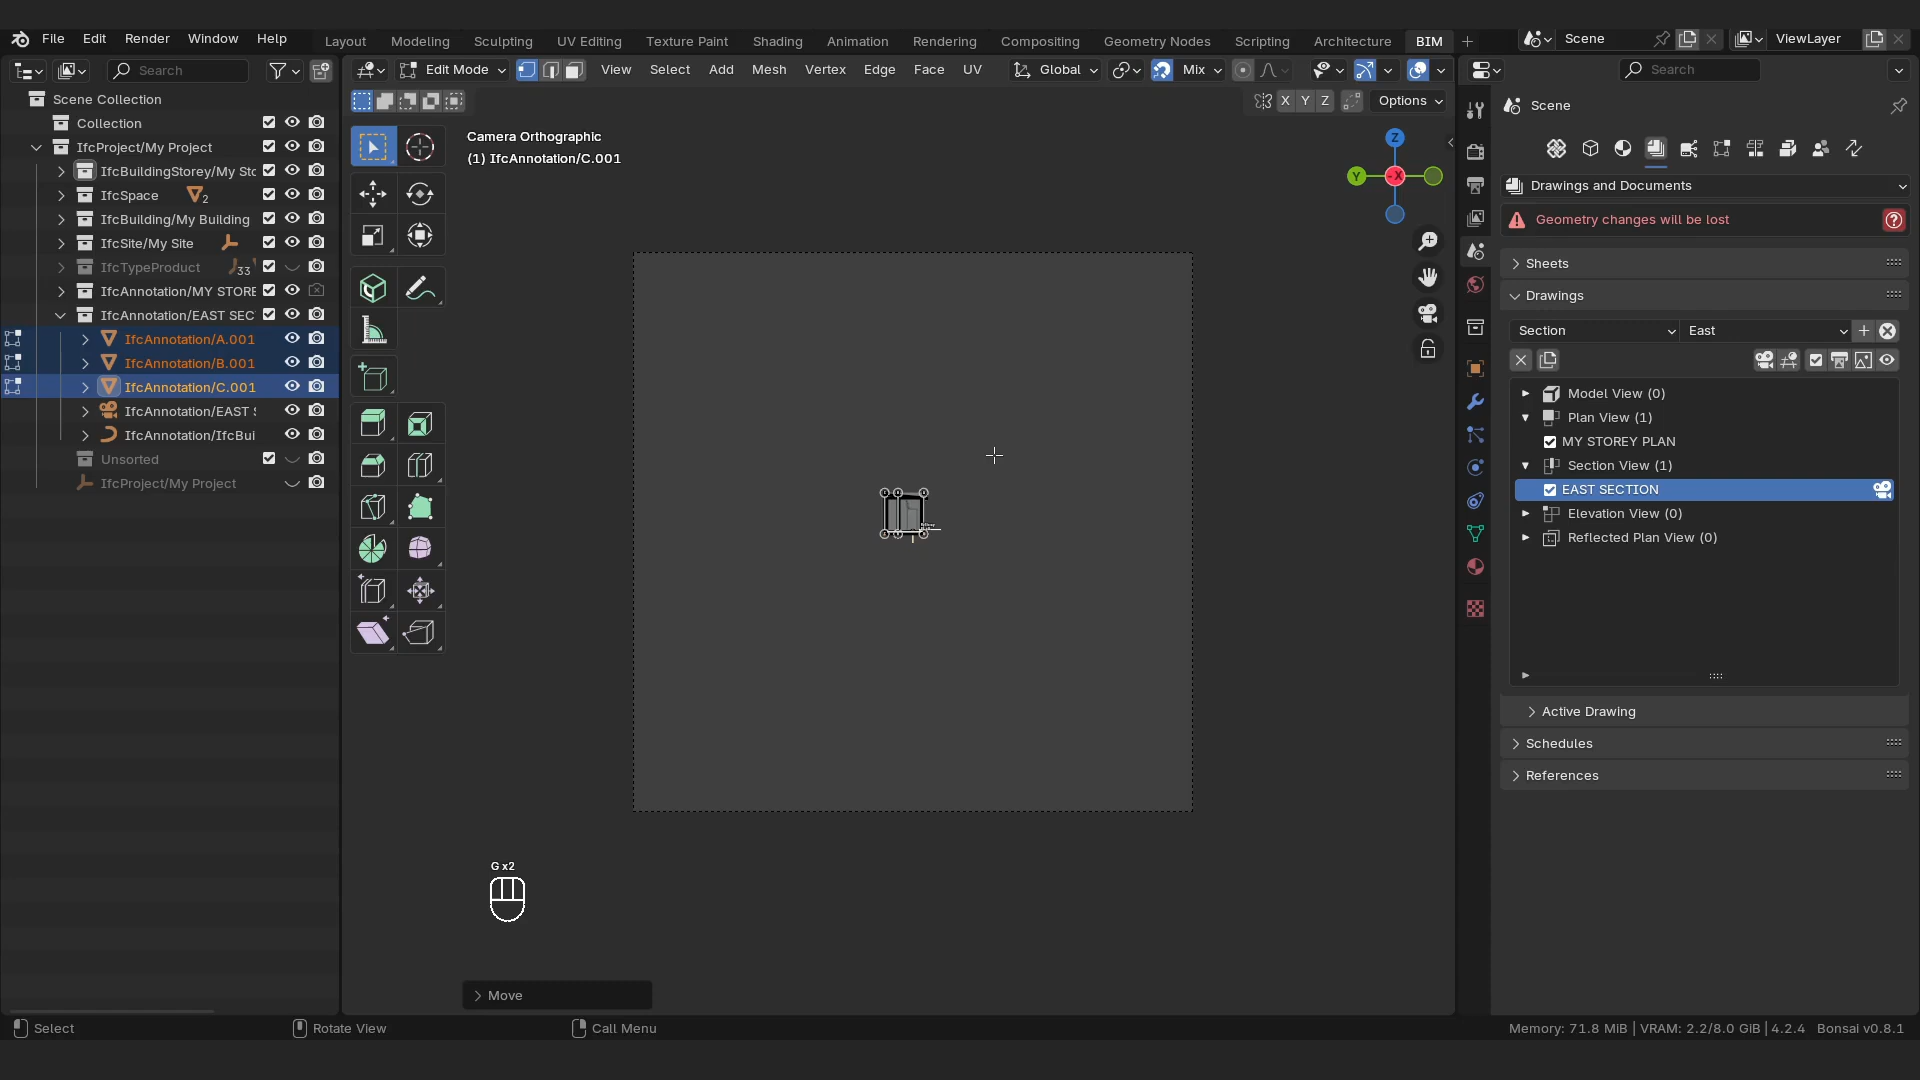 File Edit Render Window Help Layout Modeling Sculpting UV Editing Texture Paint Shading Animation Rendering Compositing Geometry Nodes Scripting Architecture BIM Scene ViewLayer
Search Edit Mode View Select Add Mesh Vertex Edge Face UV Global Mix Search
Scene Collection
Collection
IfcProject/My Project
IfcBuildingStorey/My Sto
IfcSpace 2
IfcBuilding/My Building
IfcSite/My Site
IfcTypeProduct 33
IfcAnnotation/MY STORE
IfcAnnotation/EAST SEC
IfcAnnotation/A.001
IfcAnnotation/B.001
IfcAnnotation/C.001
IfcAnnotation/EAST
IfcAnnotation/IfcBui
Unsorted
IfcProject/My Project
X Y Z Options
Camera Orthographic
(1) IfcAnnotation/C.001
Z
Y -X
G x2
Move
Scene
Drawings and Documents
Geometry changes will be lost
Sheets
Drawings
Section East
Model View (0)
Plan View (1)
MY STOREY PLAN
Section View (1)
EAST SECTION
Elevation View (0)
Reflected Plan View (0)
Active Drawing
Schedules
References
Select Rotate View Call Menu Memory: 71.8 MiB | VRAM: 2.2/8.0 GiB | 4.2.4 Bonsai v0.8.1